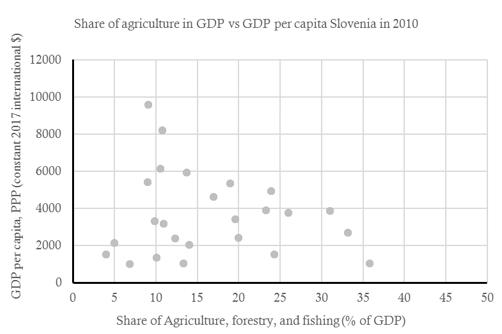 Share of agriculture in GDP vs GDP per capita Slovenia in 2010
GDP per capita, PPP (constant 2017 international $)
12000
10000
8000
6000
4000
2000
0
0 5 10 15 20 25 30 35 40 45 50
Share of Agriculture, forestry, and fishing (% of GDP)